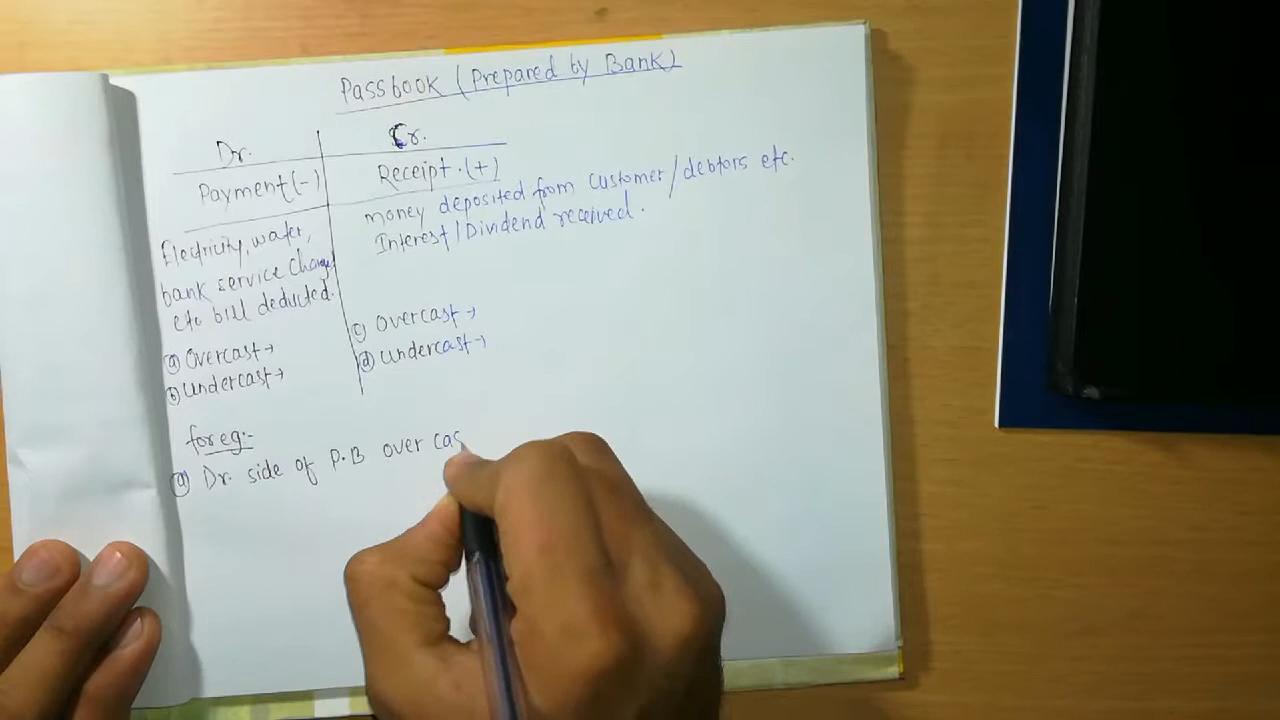 Passbook (Prepared by Bank)
Dr. Cr.
Payment(-) Receipt.(+)
money deposited from customer/debtors etc.
Interest/Dividend received.
Electricity, water,
bank service charges
etc bill deducted.
(a) Overcast→
(b) Undercast→
(c) Overcast→
(d) Undercast→
for eg:-
(a) Dr. side of P.B over cas